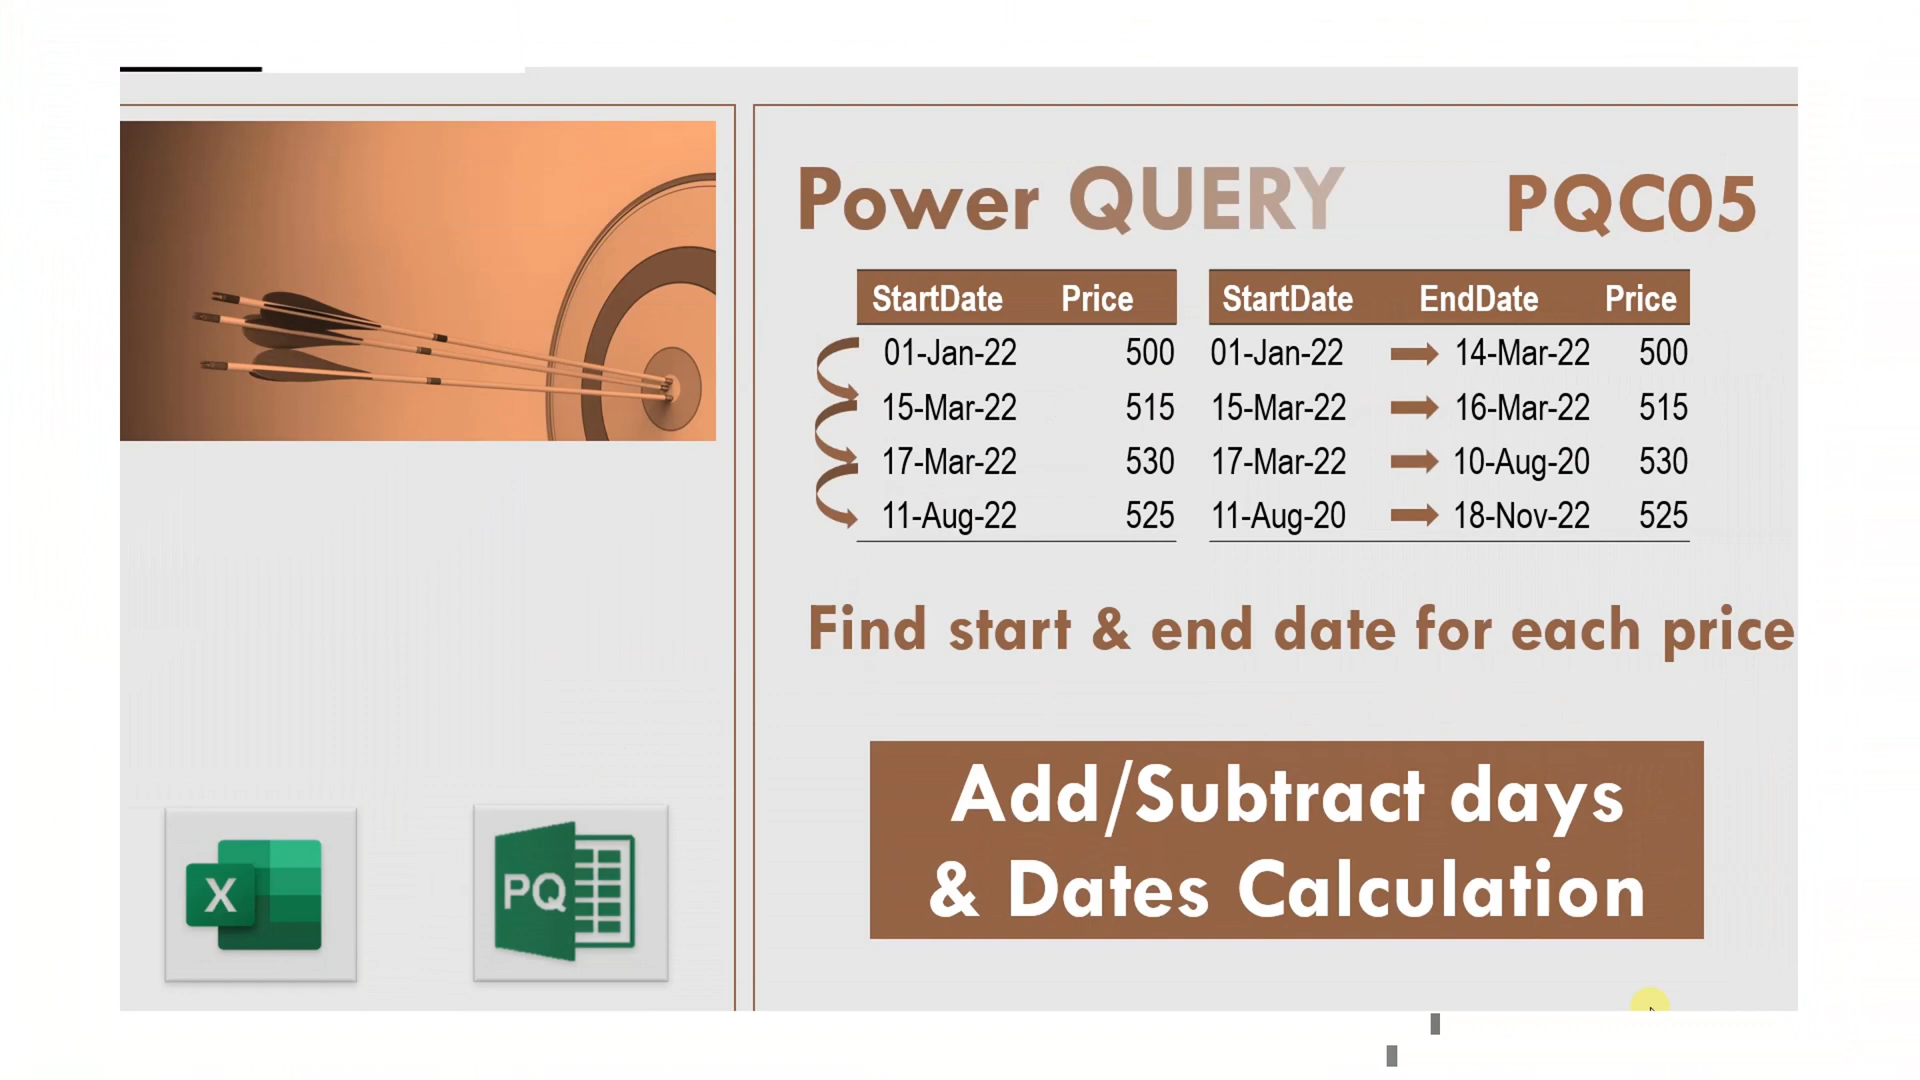 Power QUERY PQC05
StartDate Price StartDate EndDate Price
01-Jan-22 500 01-Jan-22 14-Mar-22 500
15-Mar-22 515 15-Mar-22 16-Mar-22 515
17-Mar-22 530 17-Mar-22 10-Aug-20 530
11-Aug-22 525 11-Aug-20 18-Nov-22 525
Find start & end date for each price
Add/Subtract days
& Dates Calculation
X
PQ